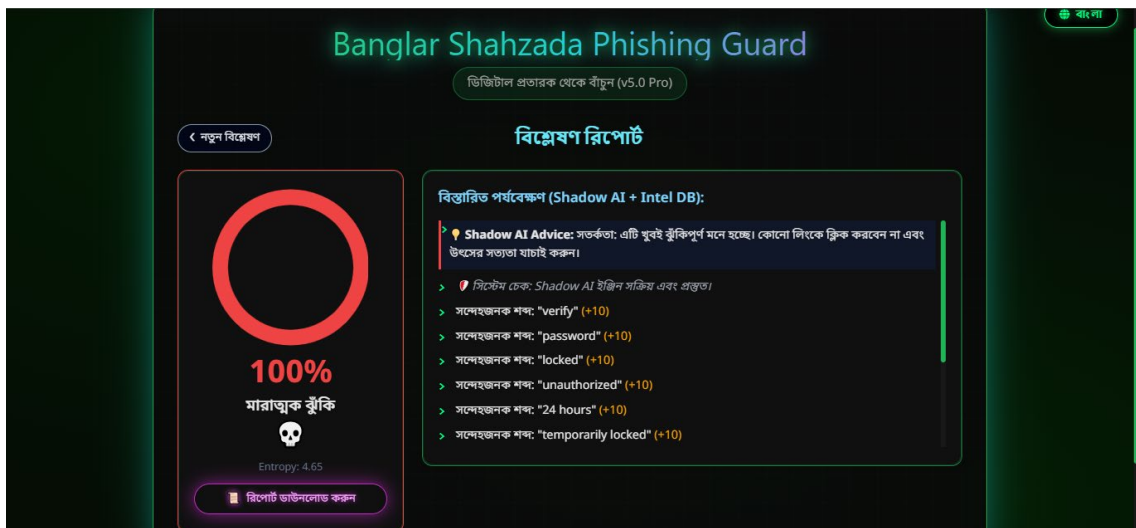 বাংলা
Banglar Shahzada Phishing Guard
ডিজিটাল প্রতারক থেকে বাঁচুন (v5.0 Pro)
নতুন বিশ্লেষণ
বিশ্লেষণ রিপোর্ট
100%
মারাত্মক ঝুঁকি
Entropy: 4.65
রিপোর্ট ডাউনলোড করুন
বিস্তারিত পর্যবেক্ষণ (Shadow AI + Intel DB):
Shadow AI Advice: সতর্কতা: এটি খুবই ঝুঁকিপূর্ণ মনে হচ্ছে। কোনো লিংকে ক্লিক করবেন না এবং
উৎসের সত্যতা যাচাই করুন।
সিস্টেম চেক: Shadow AI ইঞ্জিন সক্রিয় এবং প্রস্তুত।
সন্দেহজনক শব্দ: "verify" (+10)
সন্দেহজনক শব্দ: "password" (+10)
সন্দেহজনক শব্দ: "locked" (+10)
সন্দেহজনক শব্দ: "unauthorized" (+10)
সন্দেহজনক শব্দ: "24 hours" (+10)
সন্দেহজনক শব্দ: "temporarily locked" (+10)